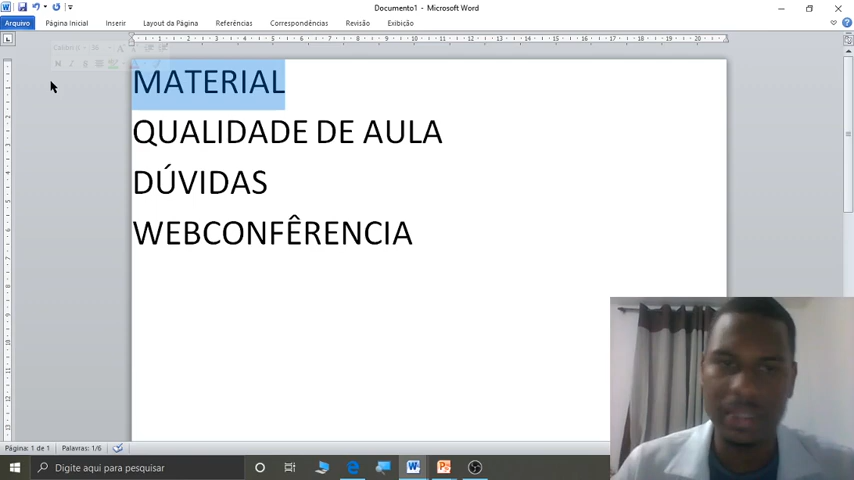 Documento1 - Microsoft Word
Arquivo Página Inicial Inserir Layout da Página Referências Correspondências Revisão Exibição
MATERIAL
QUALIDADE DE AULA
DÚVIDAS
WEBCONFÊRENCIA
Página: 1 de 1 Palavras: 1/6
Digite aqui para pesquisar